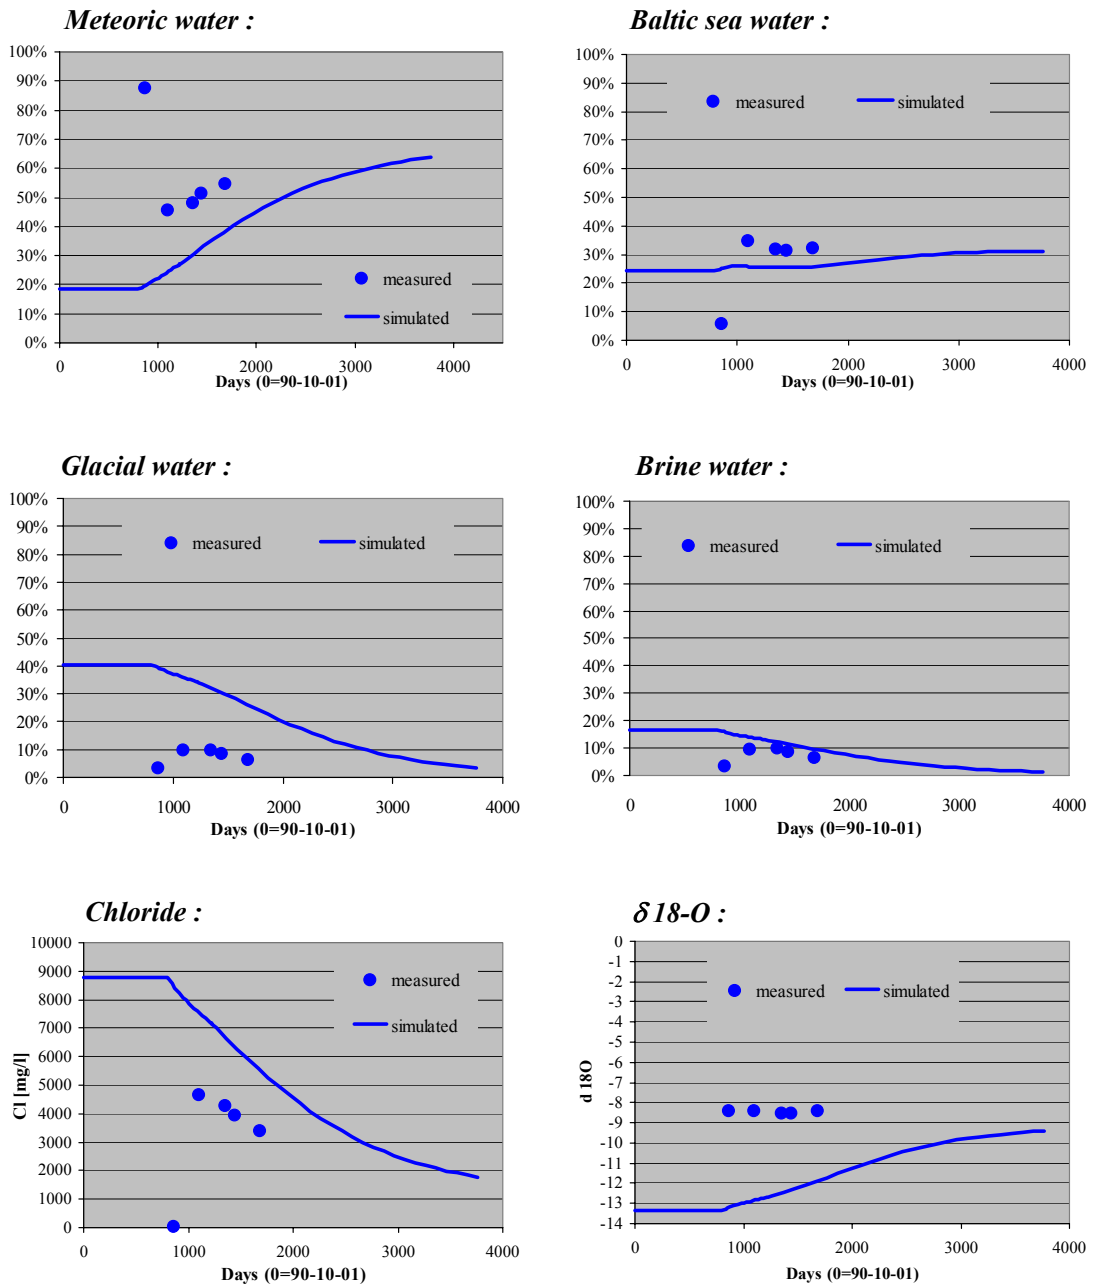 Meteoric water :
100%
90%
80%
70%
60%
50%
40%
30%
20%
10%
0%
measured
simulated
0 1000 2000 3000 4000
Days (0=90-10-01)
Baltic sea water :
100%
90%
80%
70%
60%
50%
40%
30%
20%
10%
0%
measured simulated
0 1000 2000 3000 4000
Days (0=90-10-01)
Glacial water :
100%
90%
80%
70%
60%
50%
40%
30%
20%
10%
0%
measured simulated
0 1000 2000 3000 4000
Days (0=90-10-01)
Brine water :
100%
90%
80%
70%
60%
50%
40%
30%
20%
10%
0%
measured simulated
0 1000 2000 3000 4000
Days (0=90-10-01)
Chloride :
10000
9000
8000
7000
6000
5000
4000
3000
2000
1000
0
Cl [mg/l]
measured
simulated
0 1000 2000 3000 4000
Days (0=90-10-01)
δ 18-O :
0
-1
-2
-3
-4
-5
-6
-7
-8
-9
-10
-11
-12
-13
-14
d 18O
measured simulated
0 1000 2000 3000 4000
Days (0=90-10-01)